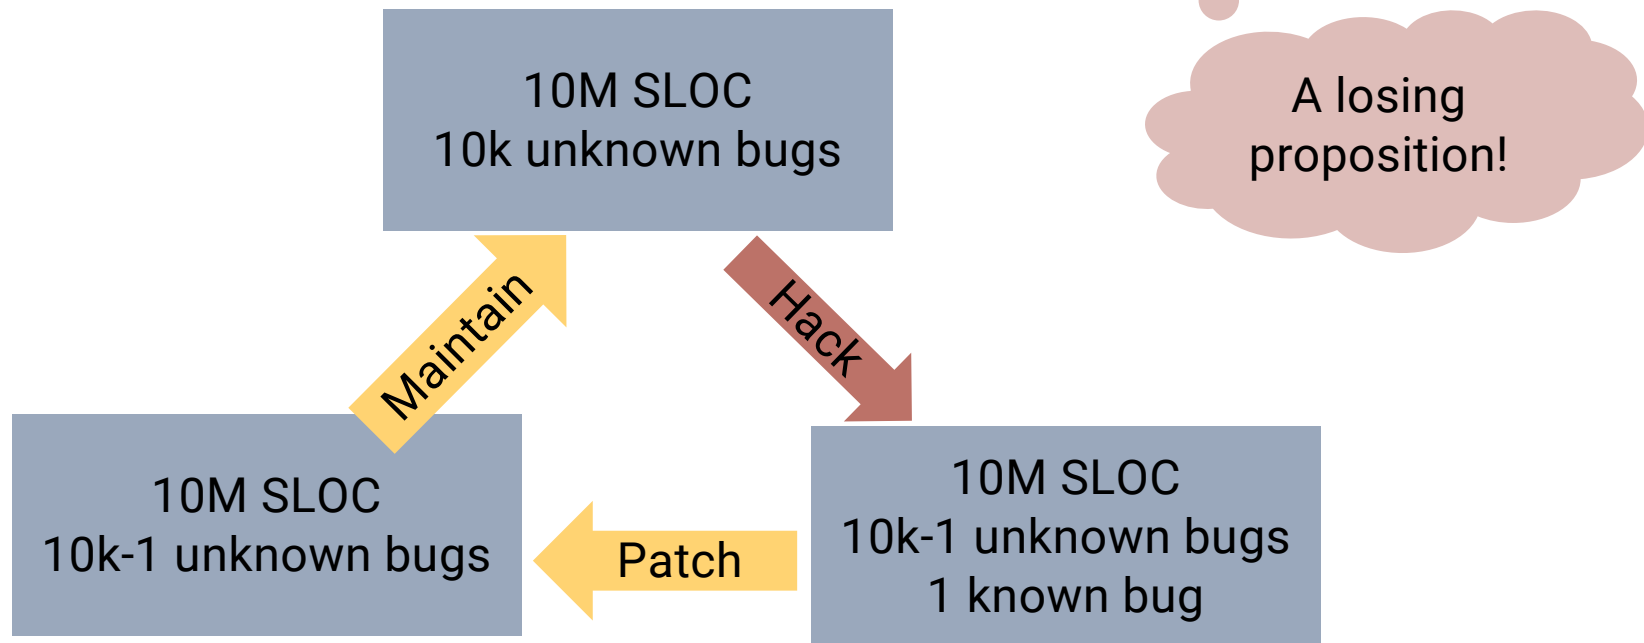 10M SLOC
10k unknown bugs
A losing
proposition!
Maintain
Hack
10M SLOC
10k-1 unknown bugs
Patch
10M SLOC
10k-1 unknown bugs
1 known bug